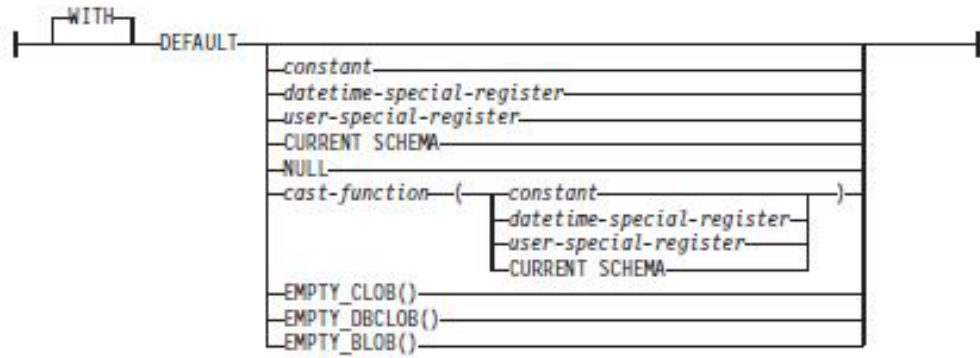 WITH
DEFAULT
constant
datetime-special-register
user-special-register
CURRENT SCHEMA
NULL
cast-function ( constant )
datetime-special-register
user-special-register
CURRENT SCHEMA
EMPTY_CLOB()
EMPTY_DBCLOB()
EMPTY_BLOB()